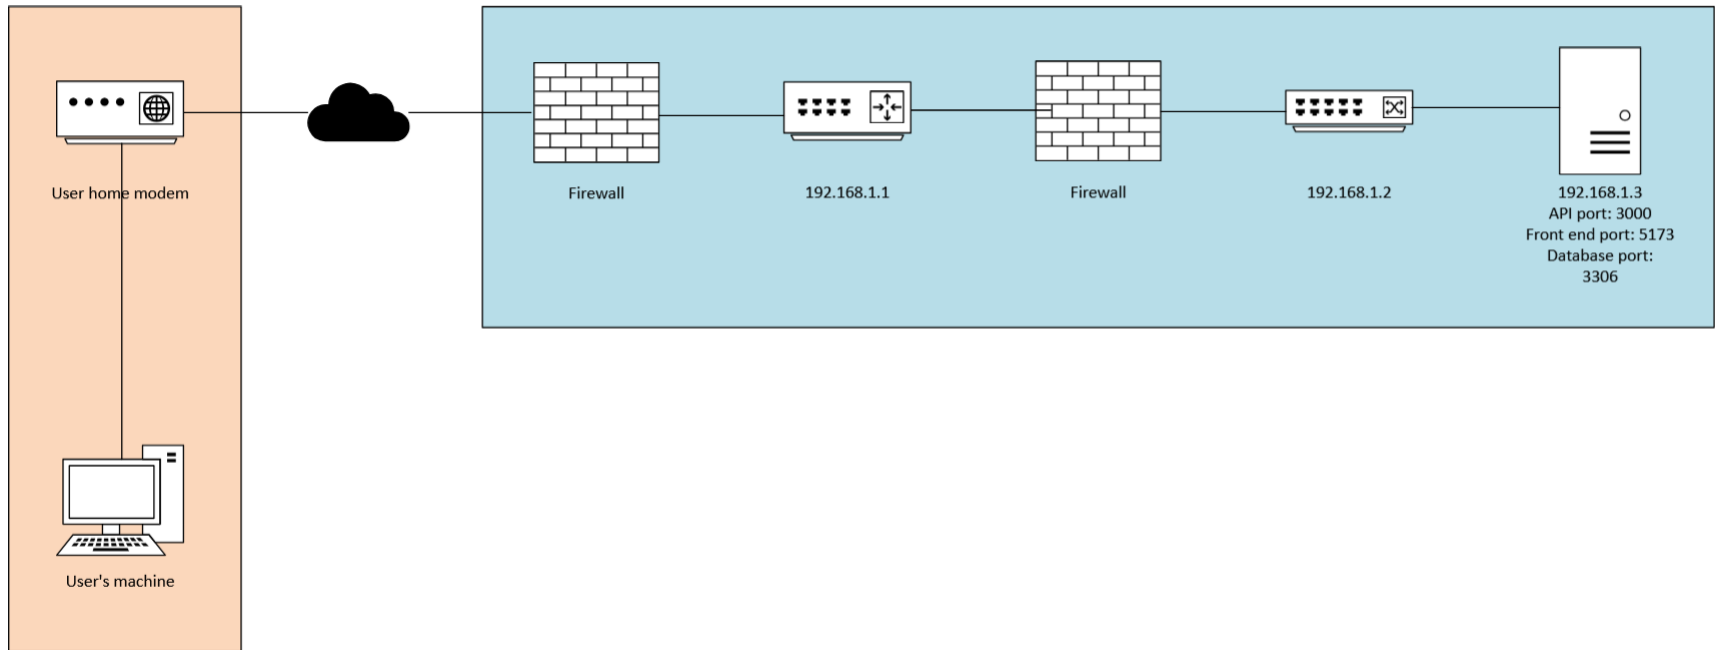 User home modem
Firewall
192.168.1.1
Firewall
192.168.1.2
192.168.1.3
API port: 3000
Front end port: 5173
Database port:
3306
User's machine